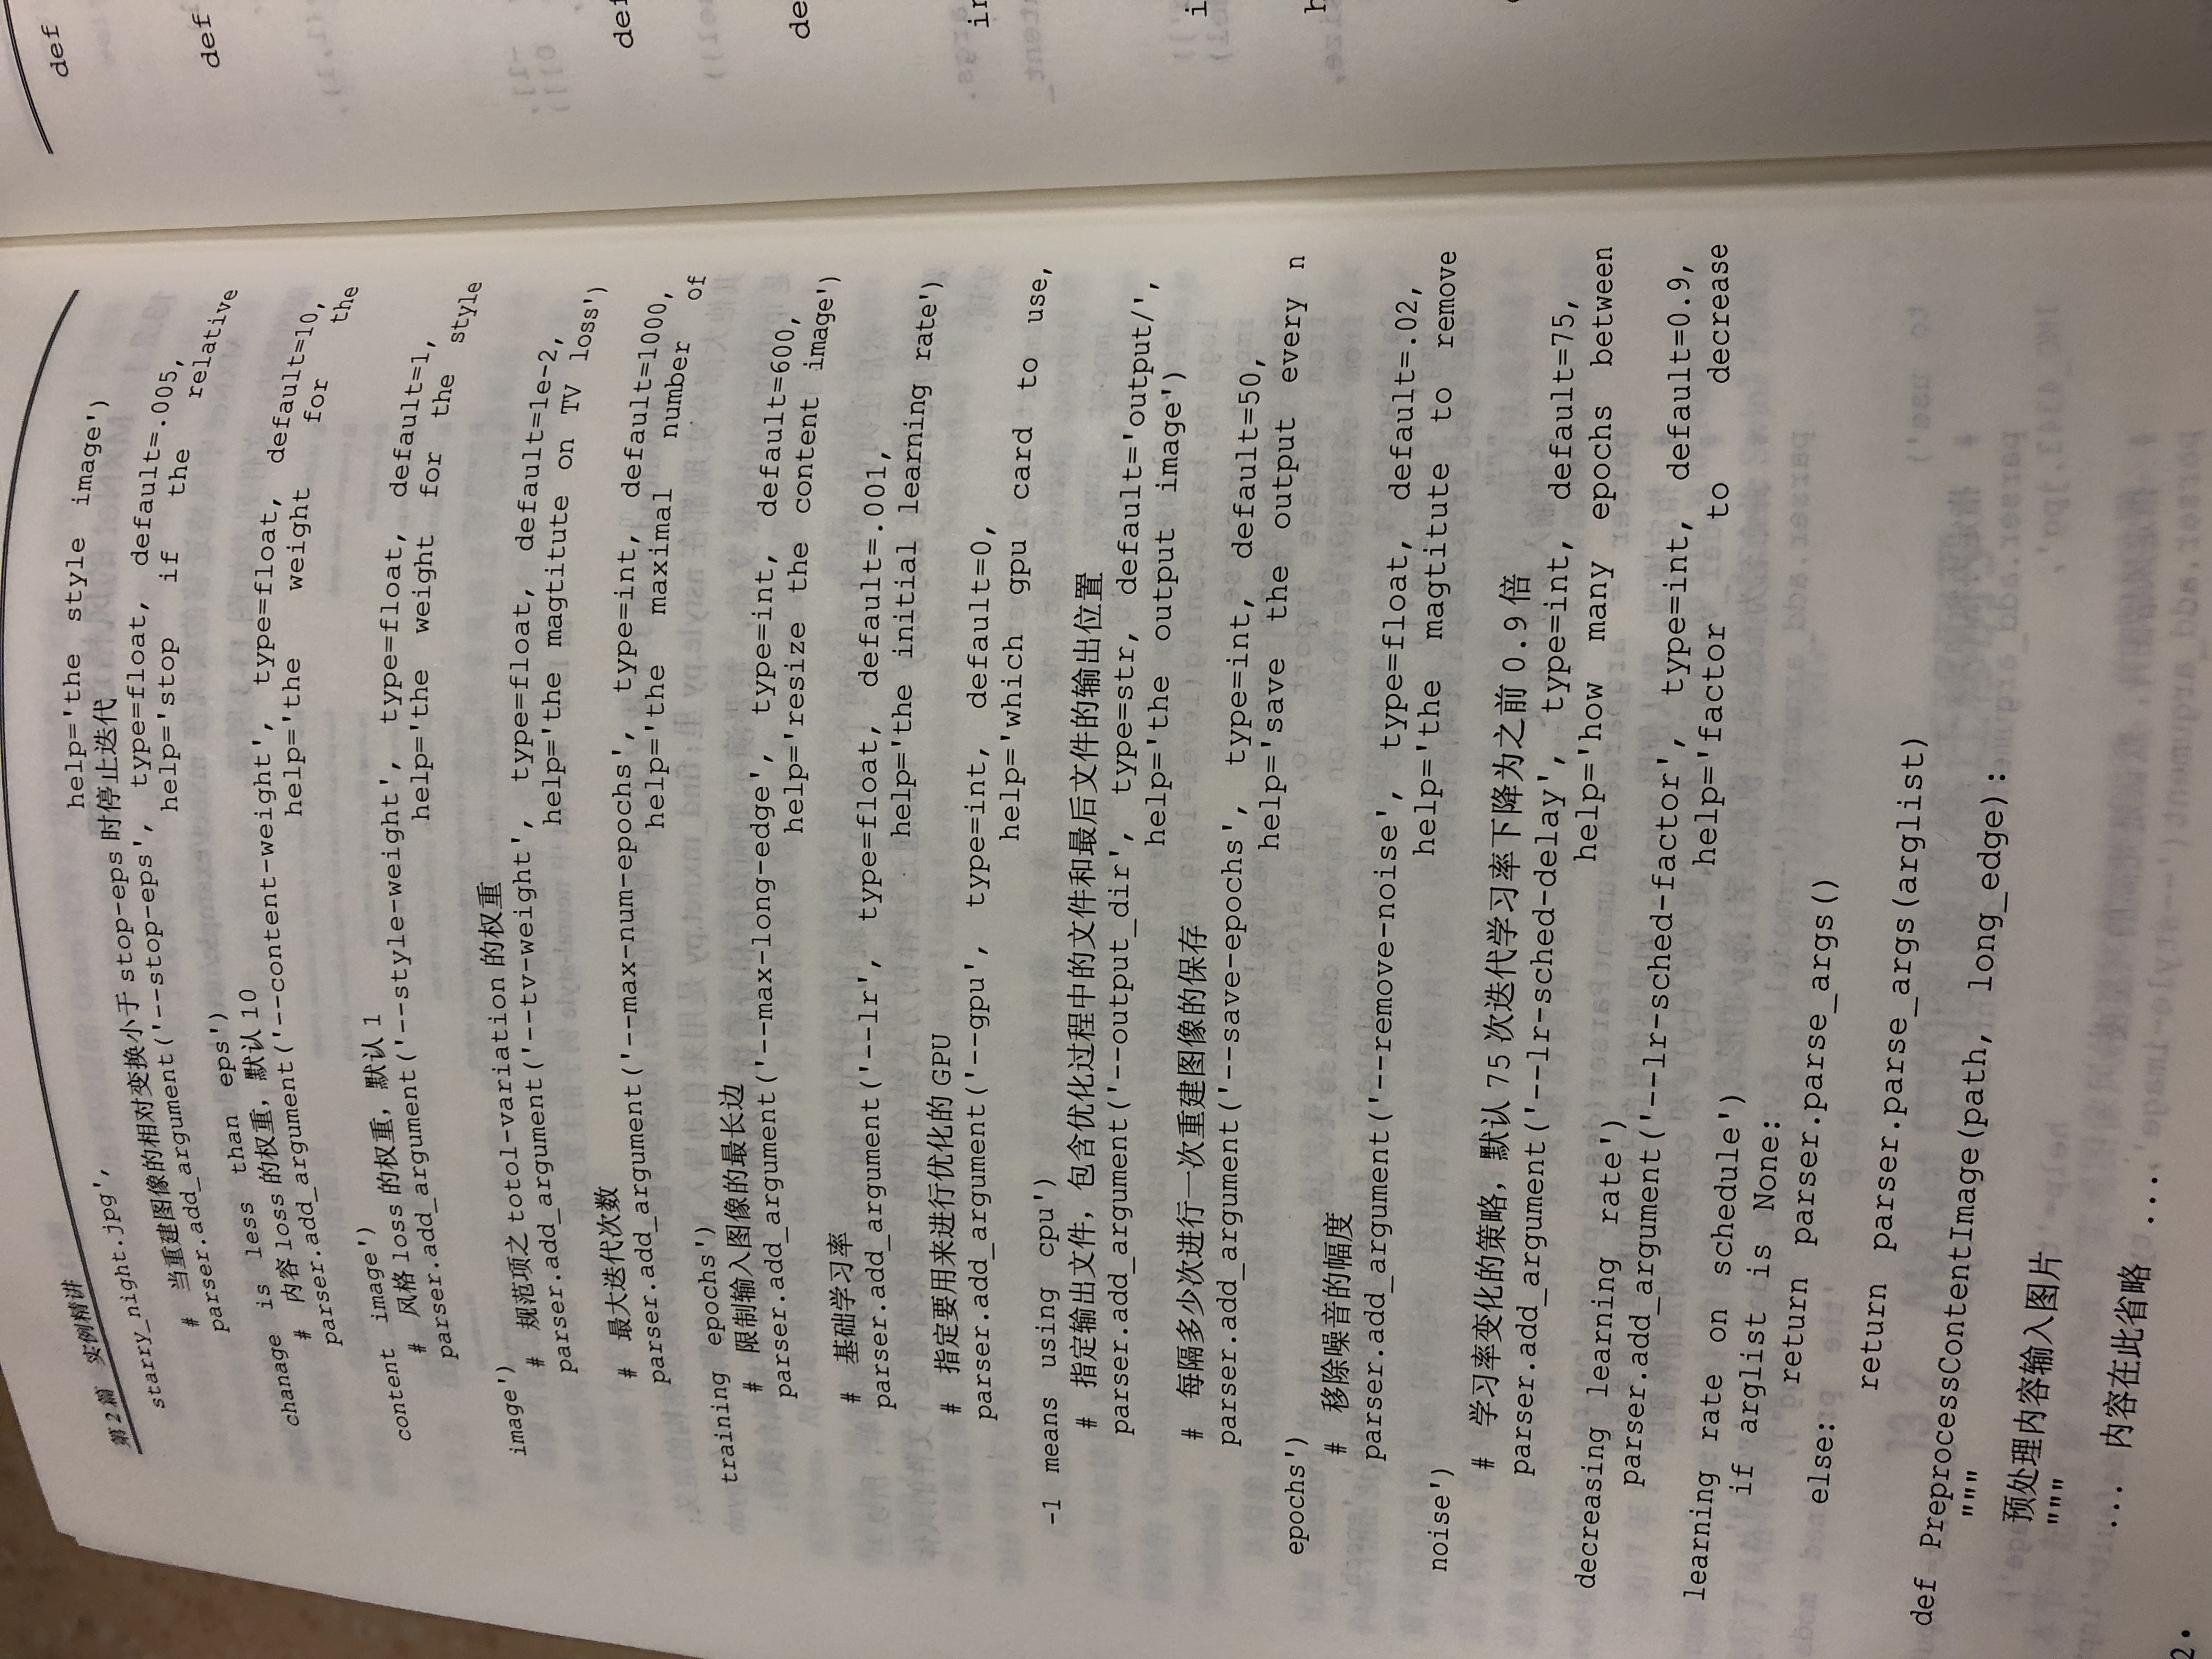 第2篇 实例精讲
starry_night.jpg',
help='the style image')
# 当重建图像的相对变换小于 stop-eps 时停止迭代
parser.add_argument('--stop-eps', type=float, default=.005,
help='stop if the relative
chanage is less than eps')
# 内容 loss 的权重，默认 10
parser.add_argument('--content-weight', type=float, default=10,
help='the weight for the
content image')
# 风格 loss 的权重，默认 1
parser.add_argument('--style-weight', type=float, default=1,
help='the weight for the style
image')
# 规范项之 totol-variation 的权重
parser.add_argument('--tv-weight', type=float, default=1e-2,
help='the magtitute on TV loss')
# 最大迭代次数
parser.add_argument('--max-num-epochs', type=int, default=1000,
help='the maximal number of
training epochs')
# 限制输入图像的最长边
parser.add_argument('--max-long-edge', type=int, default=600,
help='resize the content image')
# 基础学习率
parser.add_argument('--lr', type=float, default=.001,
help='the initial learning rate')
# 指定要用来进行优化的 GPU
parser.add_argument('--gpu', type=int, default=0,
help='which gpu card to use,
-1 means using cpu')
# 指定输出文件，包含优化过程中的文件和最后文件的输出位置
parser.add_argument('--output_dir', type=str, default='output/',
help='the output image')
# 每隔多少次进行一次重建图像的保存
parser.add_argument('--save-epochs', type=int, default=50,
help='save the output every n
epochs')
# 移除噪音的幅度
parser.add_argument('--remove-noise', type=float, default=.02,
help='the magtitute to remove
noise')
# 学习率变化的策略，默认 75 次迭代学习率下降为之前 0.9 倍
parser.add_argument('--lr-sched-delay', type=int, default=75,
help='how many epochs between
decreasing learning rate')
parser.add_argument('--lr-sched-factor', type=int, default=0.9,
help='factor to decrease
learning rate on schedule')
if arglist is None:
return parser.parse_args()
else:
return parser.parse_args(arglist)
def PreprocessContentImage(path, long_edge):
"""
预处理内容输入图片
"""
... 内容在此省略 ...
2·
def
def